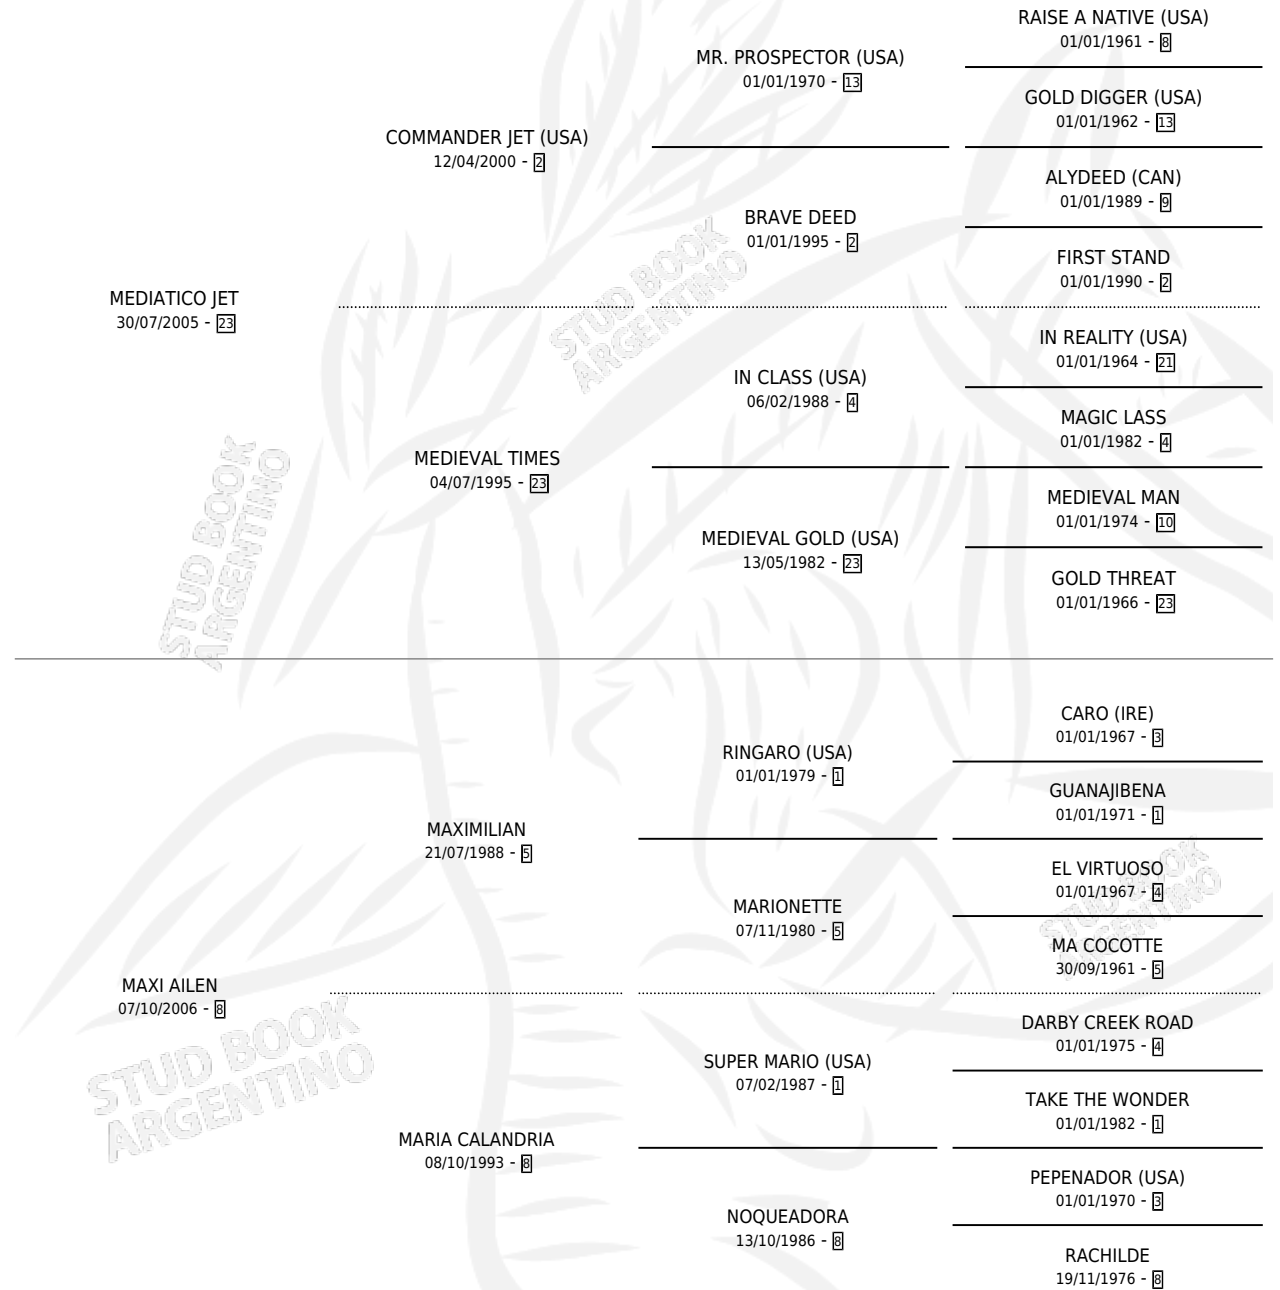 RAISE A NATIVE (USA)
01/01/1961 - 8
MR. PROSPECTOR (USA)
01/01/1970 - 13
GOLD DIGGER (USA)
01/01/1962 - 13
COMMANDER JET (USA)
12/04/2000 - 2
ALYDEED (CAN)
01/01/1989 - 9
BRAVE DEED
01/01/1995 - 2
FIRST STAND
01/01/1990 - 2
MEDIATICO JET
30/07/2005 - 23
IN REALITY (USA)
01/01/1964 - 21
IN CLASS (USA)
06/02/1988 - 4
MAGIC LASS
01/01/1982 - 4
MEDIEVAL TIMES
04/07/1995 - 23
MEDIEVAL MAN
01/01/1974 - 10
MEDIEVAL GOLD (USA)
13/05/1982 - 23
GOLD THREAT
01/01/1966 - 23
CARO (IRE)
01/01/1967 - 3
RINGARO (USA)
01/01/1979 - 1
GUANAJIBENA
01/01/1971 - 1
MAXIMILIAN
21/07/1988 - 5
EL VIRTUOSO
01/01/1967 - 4
MARIONETTE
07/11/1980 - 5
MA COCOTTE
30/09/1961 - 5
MAXI AILEN
07/10/2006 - 8
DARBY CREEK ROAD
01/01/1975 - 4
SUPER MARIO (USA)
07/02/1987 - 1
TAKE THE WONDER
01/01/1982 - 1
MARIA CALANDRIA
08/10/1993 - 8
PEPENADOR (USA)
01/01/1970 - 3
NOQUEADORA
13/10/1986 - 8
RACHILDE
19/11/1976 - 8
STUD BOOK
ARGENTINO
STUD BOOK
ARGENTINO
STUD BOOK
ARGENTINO
STUD BOOK
ARGENTINO